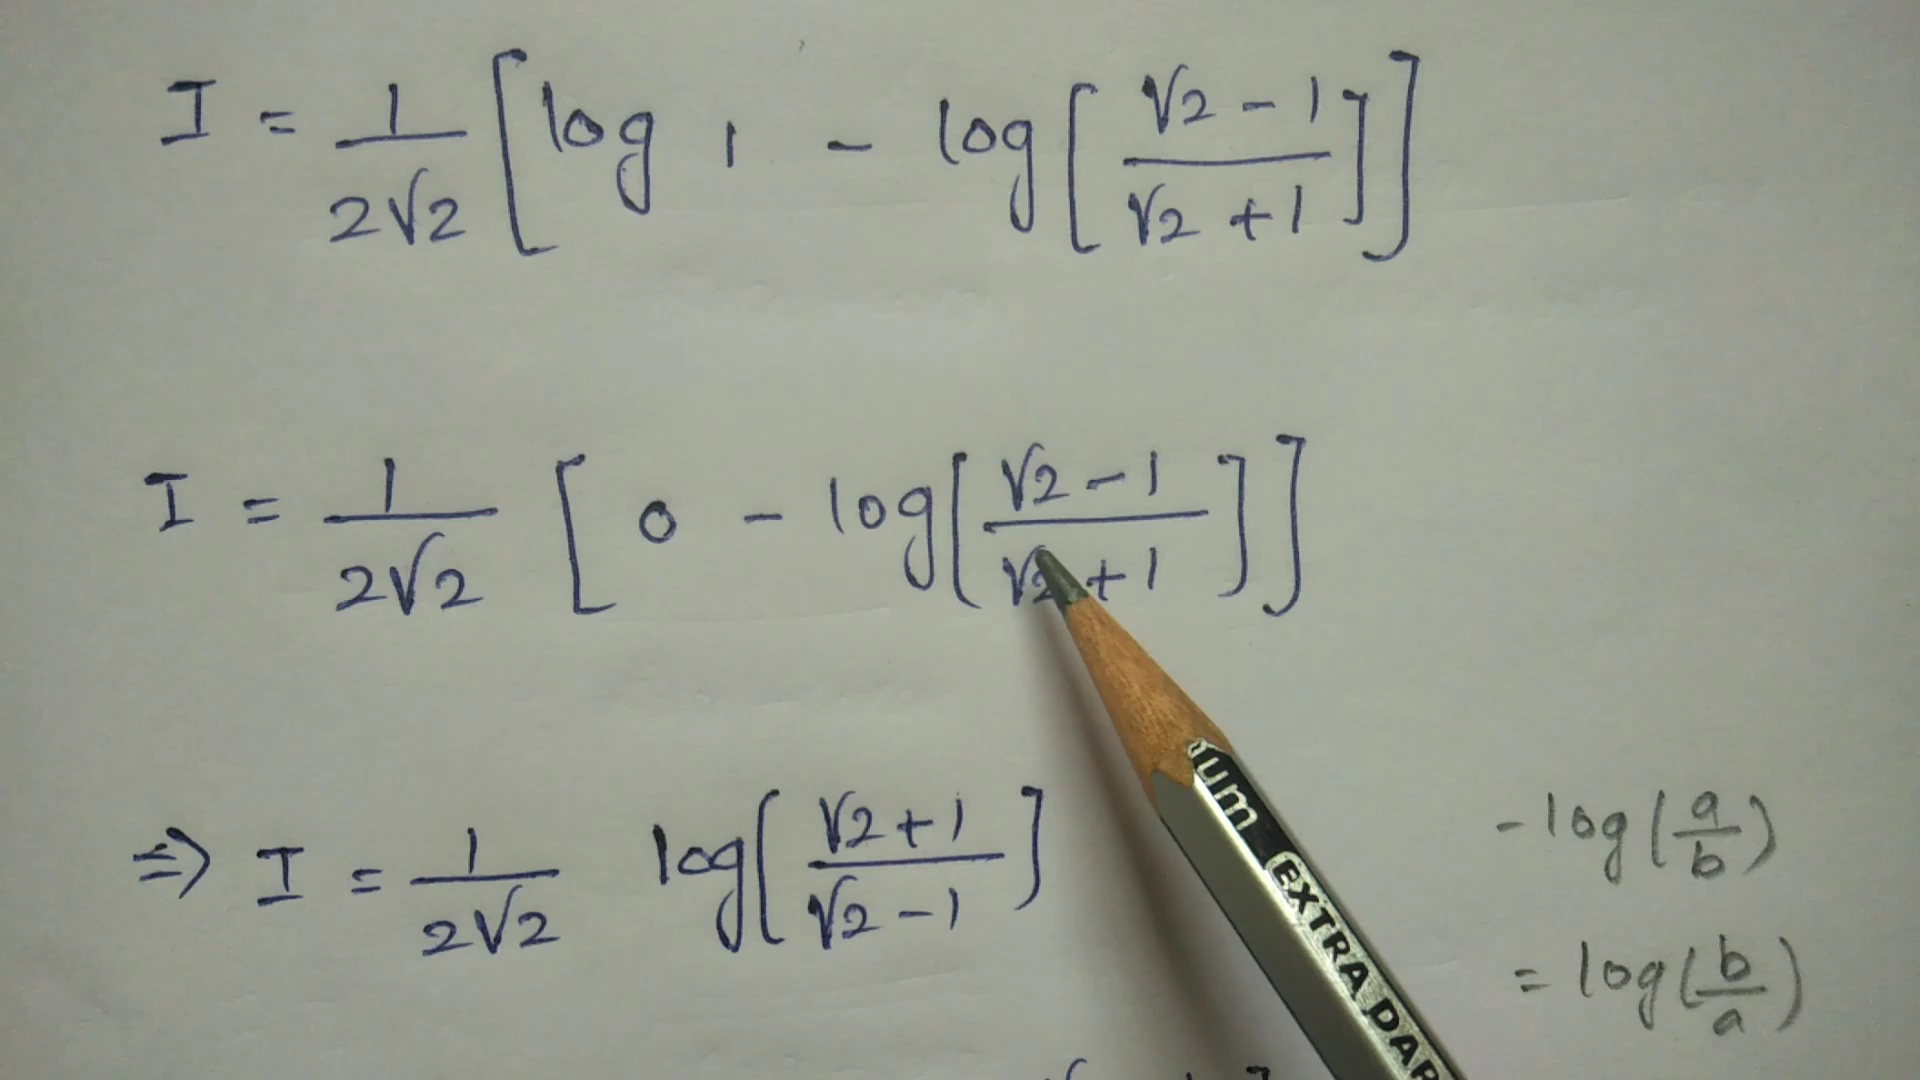 I = 1/2√2 [log 1 - log[√2 - 1/√2 + 1]]
I = 1/2√2 [0 - log[√2 - 1/√2 + 1]]
⇒ I = 1/2√2 log[√2 + 1/√2 - 1]
-log(a/b)
= log(b/a)
um EXTRA DAR